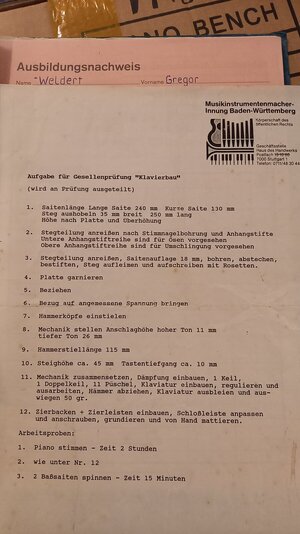 ANO BENCH
Ausbildungsnachweis
Name Weldert Vorname Gregor
Musikinstrumentenmacher-
Innung Baden-Württemberg
Körperschaft des
öffentlichen Rechts
Geschäftsstelle
Haus des Handwerks
Postfach
7000 Stuttgart 1
Aufgabe für Gesellenprüfung "Klavierbau"
(wird an Prüfung ausgeteilt)
1. Saitenlänge Lange Saite 240 mm Kurze Saite 130 mm
Steg aushobeln 35 mm breit 250 mm lang
Höhe nach Platte und Überhöhung
2. Stegteilung anreißen nach Stimmnagelbohrung und Anhangstifte
Untere Anhangstiftreihe sind für Ösen vorgesehen
Obere Anhangstiftreihe sind für Umschlingung vorgesehen
3. Stegteilung anreißen, Saitenauflage 18 mm, bohren, abstechen,
bestiften, Steg aufleimen und aufschreiben mit Rosetten.
4. Platte garnieren
5. Beziehen
6. Bezug auf angemessene Spannung bringen
7. Hammerköpfe einstielen
8. Mechanik stellen Anschlaghöhe hoher Ton 11 mm
tiefer Ton 26 mm
9. Hammerstiellänge 115 mm
10. Steighöhe ca. 45 mm Tastentiefgang ca. 10 mm
11. Mechanik zusammensetzen, Dämpfung einbauen, 1 Keil,
1 Doppelkeil, 11 Püschel, Klaviatur einbauen, regulieren und
ausarbeiten, Hämmer abziehen, Klaviatur ausbleien und aus-
wiegen 50 gr.
12. Zierbacken + Zierleisten einbauen, Schloßleiste anpassen
und anschrauben, grundieren und von Hand mattieren.
Arbeitsproben:
1. Piano stimmen - Zeit 2 Stunden
2. wie unter Nr. 12
3. 2 Baßsaiten spinnen - Zeit 15 Minuten